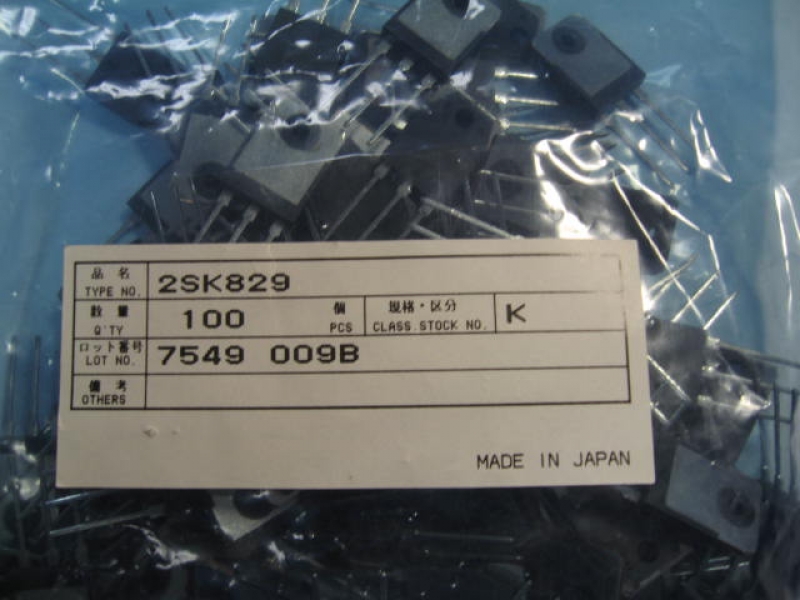 品名 2SK829
TYPE NO.
数量 100 個 規格・区分 K
Q'TY PCS CLASS.STOCK NO.
ロット番号 7549 009B
LOT NO.
備考
OTHERS
MADE IN JAPAN